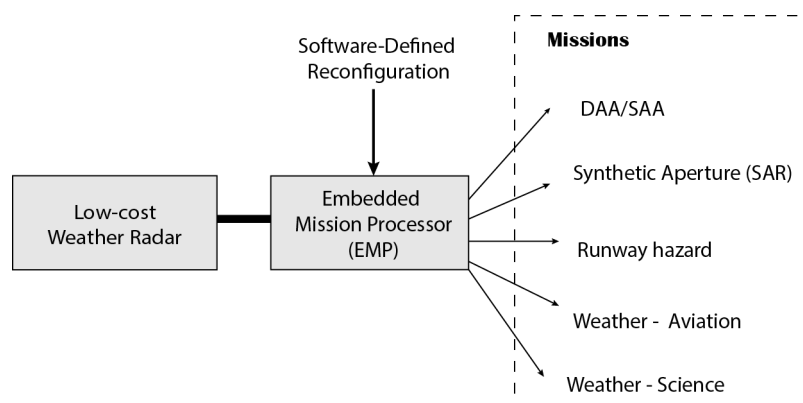 Software-Defined
Reconfiguration
Missions
DAA/SAA
Synthetic Aperture (SAR)
Low-cost
Weather Radar
Embedded
Mission Processor
(EMP)
Runway hazard
Weather - Aviation
Weather - Science